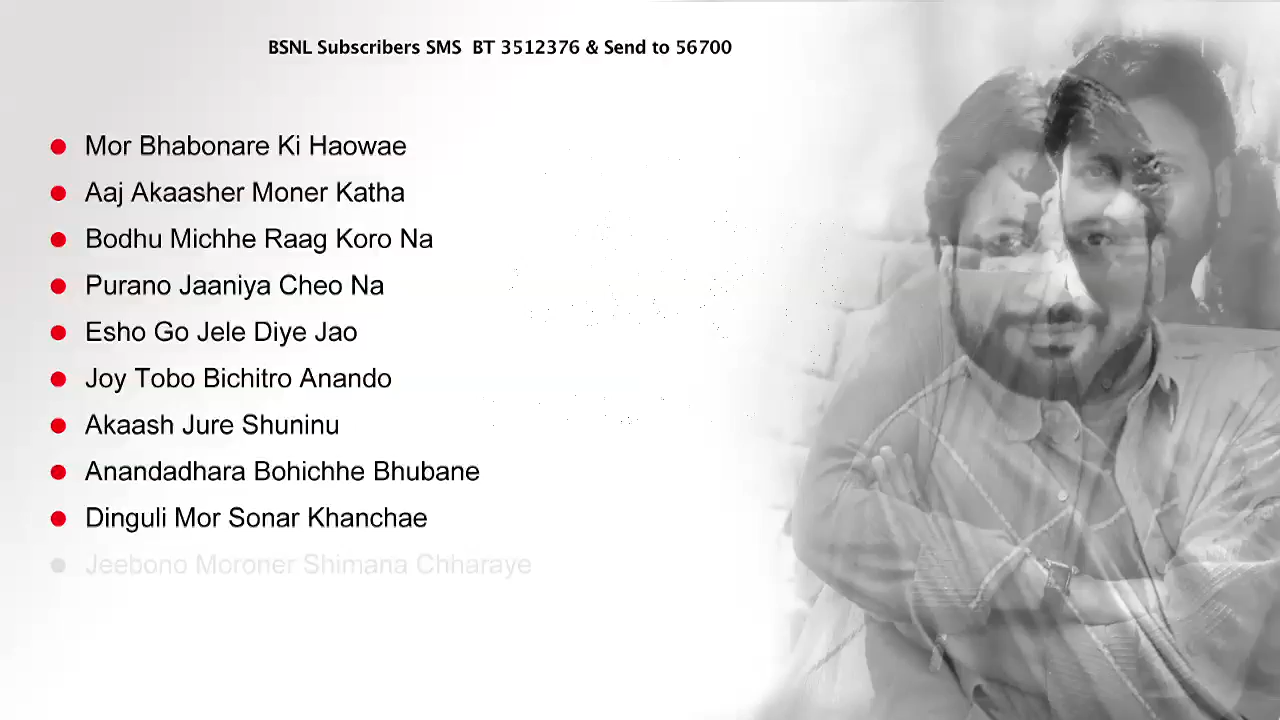 BSNL Subscribers SMS BT 3512376 & Send to 56700
Mor Bhabonare Ki Haowae
Aaj Akaasher Moner Katha
Bodhu Michhe Raag Koro Na
Purano Jaaniya Cheo Na
Esho Go Jele Diye Jao
Joy Tobo Bichitro Anando
Akaash Jure Shuninu
Anandadhara Bohichhe Bhubane
Dinguli Mor Sonar Khanchae
Jeebono Moroner Shimana Chharaye